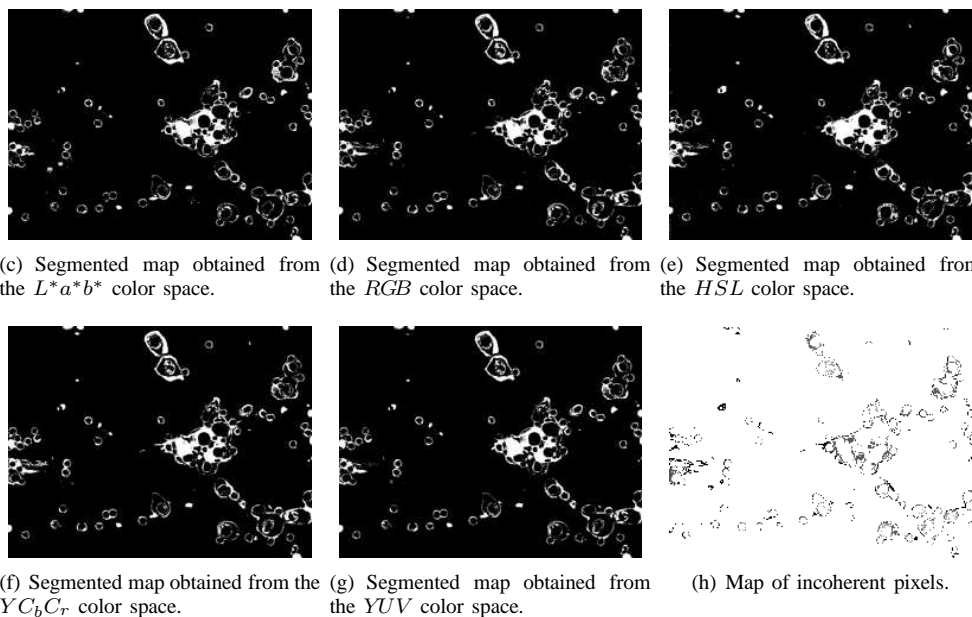 (c) Segmented map obtained from
the L*a*b* color space.
(d) Segmented map obtained from
the RGB color space.
(e) Segmented map obtained from
the HSL color space.
(f) Segmented map obtained from the
YCbCr color space.
(g) Segmented map obtained from
the YUV color space.
(h) Map of incoherent pixels.